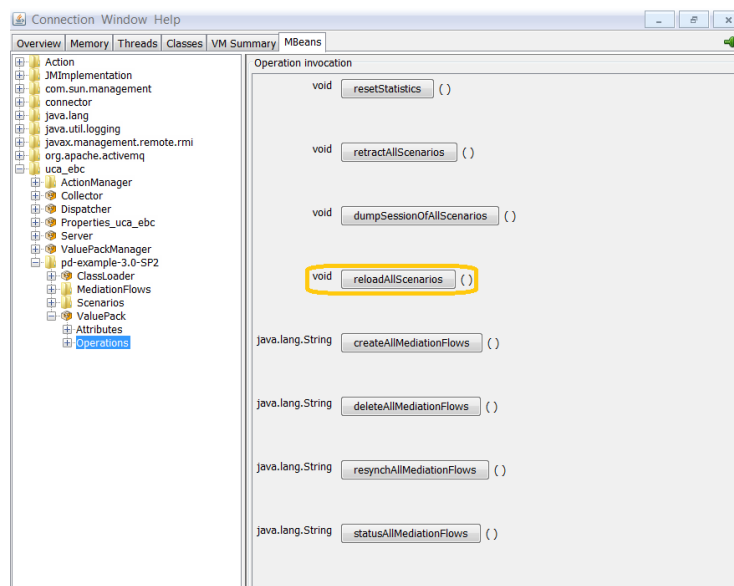 Connection Window Help
Overview Memory Threads Classes VM Summary MBeans
Action
JMImplementation
com.sun.management
connector
java.lang
java.util.logging
javax.management.remote.rmi
org.apache.activemq
uca_ebc
ActionManager
Collector
Dispatcher
Properties_uca_ebc
Server
ValuePackManager
pd-example-3.0-SP2
ClassLoader
MediationFlows
Scenarios
ValuePack
Attributes
Operations
Operation invocation
void resetStatistics ( )
void retractAllScenarios ( )
void dumpSessionOfAllScenarios ( )
void reloadAllScenarios ( )
java.lang.String createAllMediationFlows ( )
java.lang.String deleteAllMediationFlows ( )
java.lang.String resynchAllMediationFlows ( )
java.lang.String statusAllMediationFlows ( )